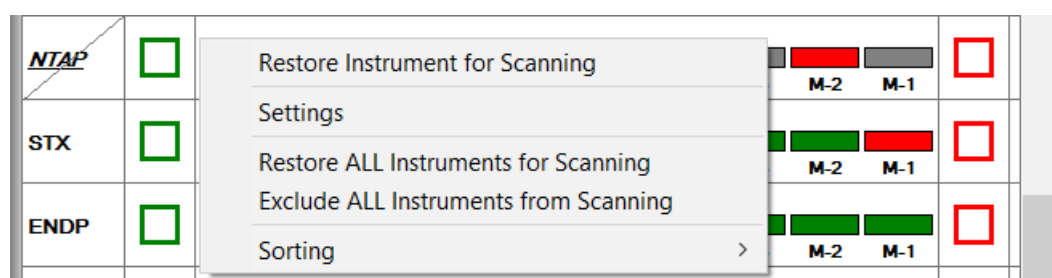 NTAP
Restore Instrument for Scanning
M-2 M-1
Settings
STX
Restore ALL Instruments for Scanning
M-2 M-1
Exclude ALL Instruments from Scanning
ENDP
Sorting
M-2 M-1